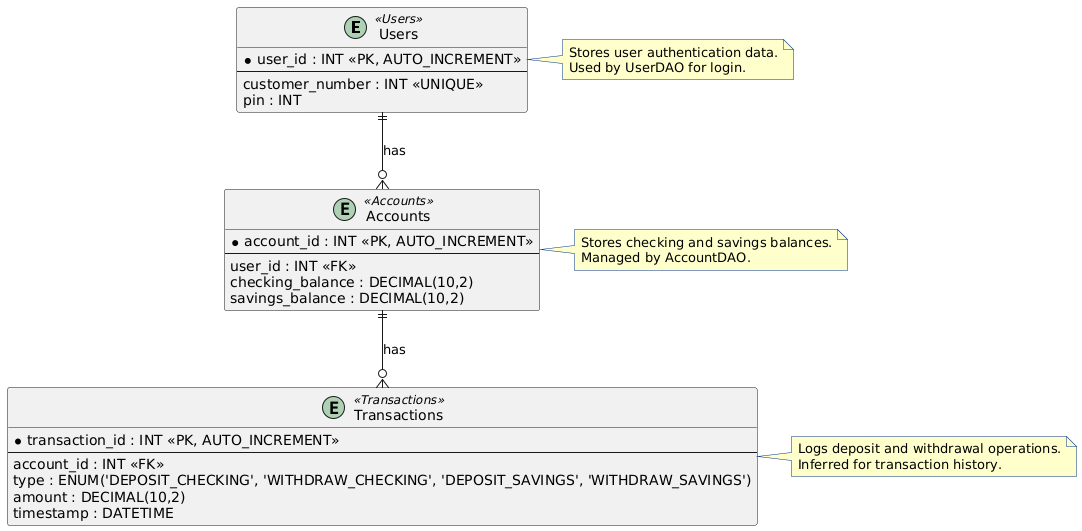 E
«Users»
Users
user_id : INT «PK, AUTO_INCREMENT»
customer_number : INT «UNIQUE»
pin : INT
Stores user authentication data.
Used by UserDAO for login.
has
E
«Accounts»
Accounts
account_id : INT «PK, AUTO_INCREMENT»
user_id : INT «FK»
checking_balance : DECIMAL(10,2)
savings_balance : DECIMAL(10,2)
Stores checking and savings balances.
Managed by AccountDAO.
has
E
«Transactions»
Transactions
transaction_id : INT «PK, AUTO_INCREMENT»
account_id : INT «FK»
type : ENUM('DEPOSIT_CHECKING', 'WITHDRAW_CHECKING', 'DEPOSIT_SAVINGS', 'WITHDRAW_SAVINGS')
amount : DECIMAL(10,2)
timestamp : DATETIME
Logs deposit and withdrawal operations.
Inferred for transaction history.